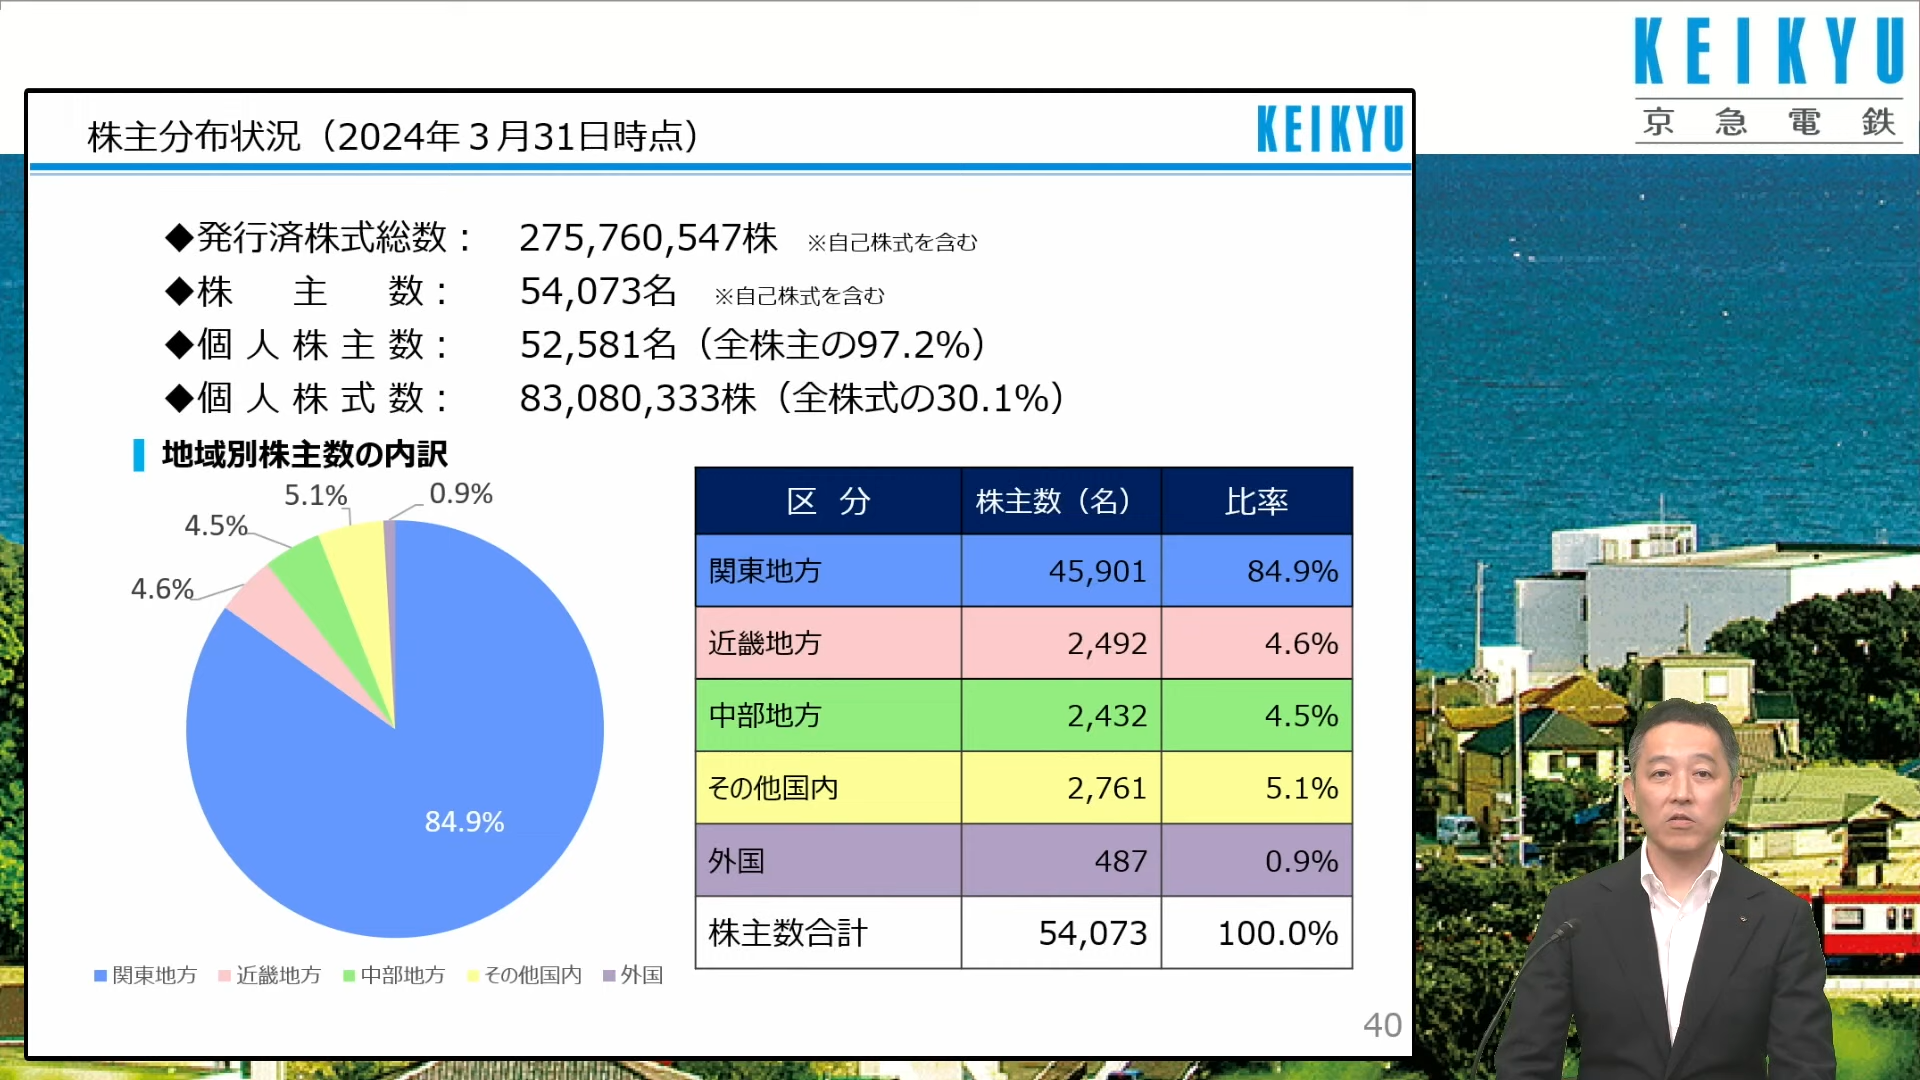 KEIKYU
京急電鉄
株主分布状況（2024年３月31日時点）
KEIKYU
◆発行済株式総数： 275,760,547株 ※自己株式を含む
◆株主数： 54,073名 ※自己株式を含む
◆個人株主数： 52,581名（全株主の97.2%）
◆個人株式数： 83,080,333株（全株式の30.1%）
地域別株主数の内訳
5.1%
0.9%
4.5%
4.6%
84.9%
関東地方 近畿地方 中部地方 その他国内 外国
区分 株主数（名） 比率
関東地方 45,901 84.9%
近畿地方 2,492 4.6%
中部地方 2,432 4.5%
その他国内 2,761 5.1%
外国 487 0.9%
株主数合計 54,073 100.0%
40